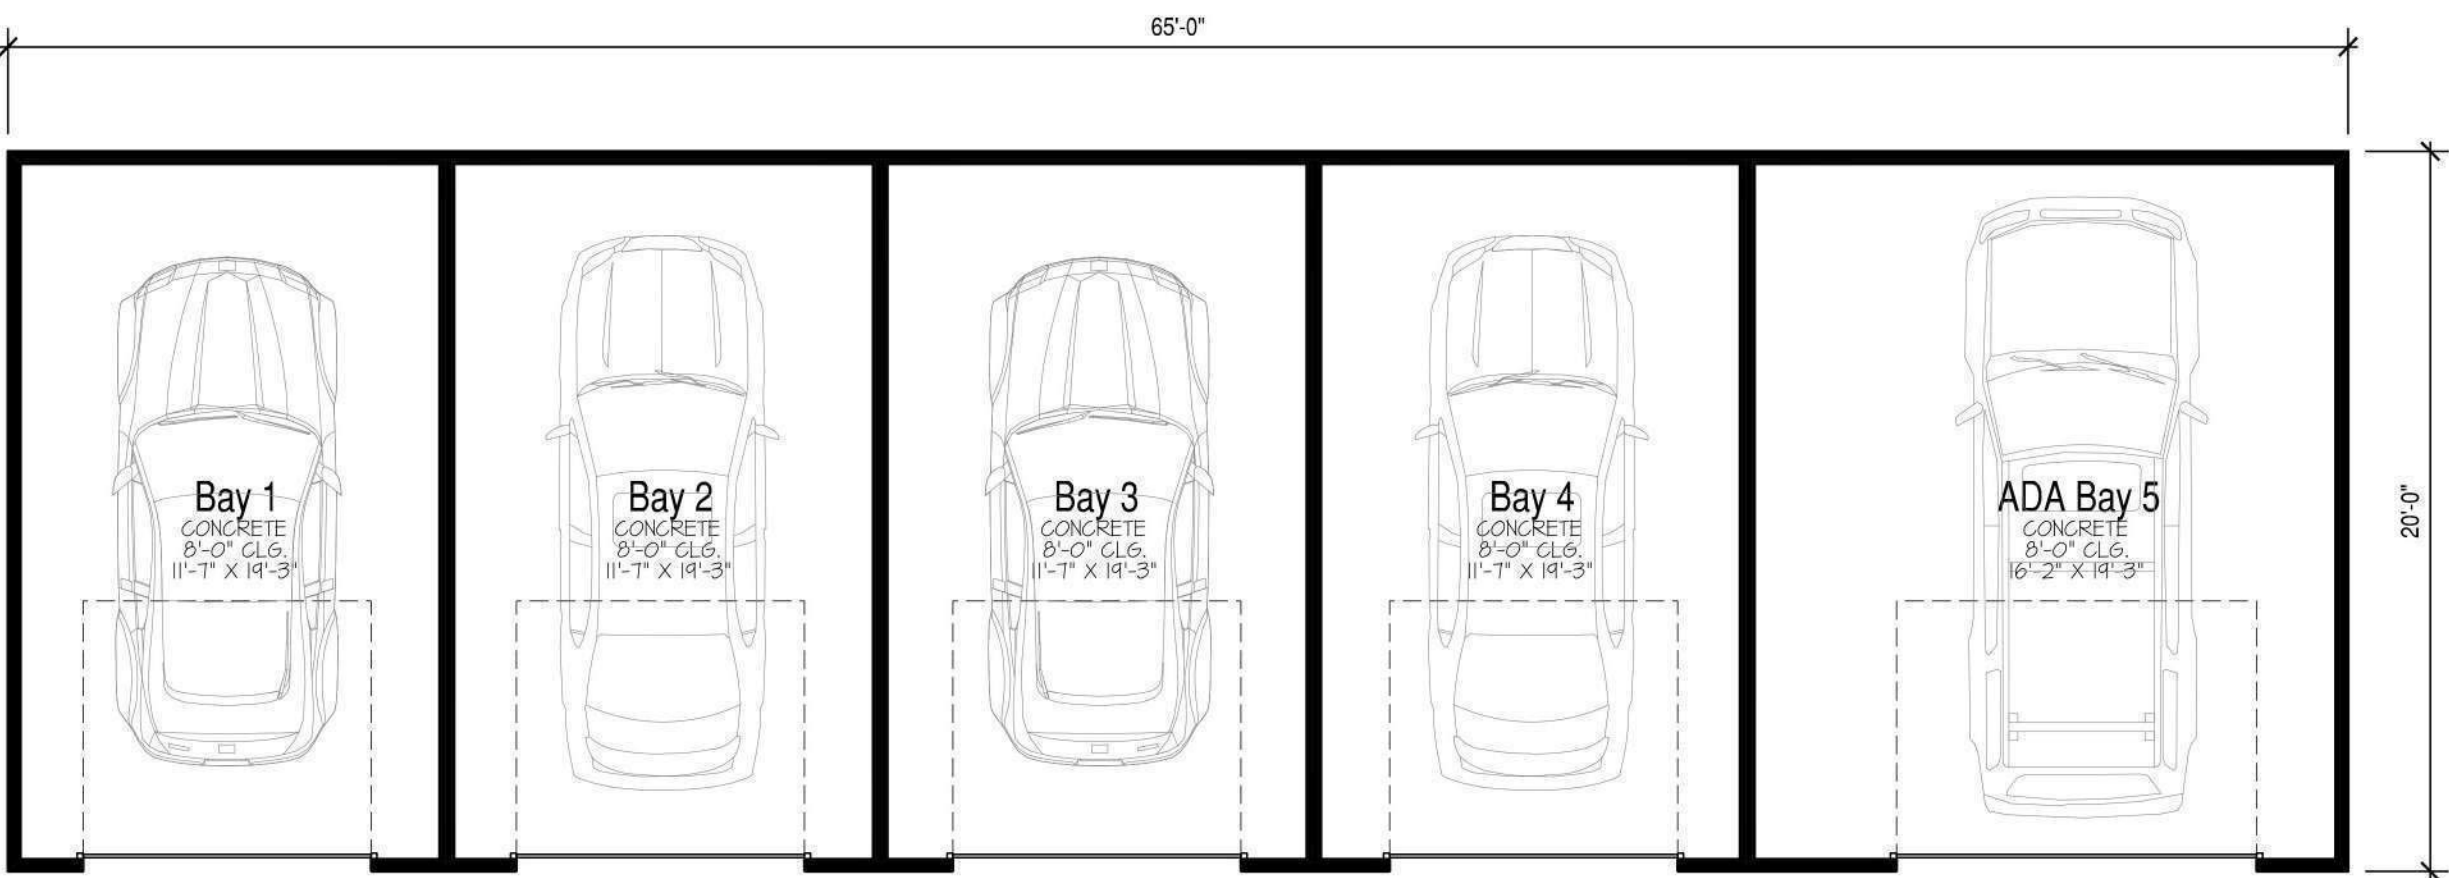 65'-0"
Bay 1
CONCRETE
8'-0" CLG.
11'-7" X 19'-3"
Bay 2
CONCRETE
8'-0" CLG.
11'-7" X 19'-3"
Bay 3
CONCRETE
8'-0" CLG.
11'-7" X 19'-3"
Bay 4
CONCRETE
8'-0" CLG.
11'-7" X 19'-3"
ADA Bay 5
CONCRETE
8'-0" CLG.
16'-2" X 19'-3"
20'-0"